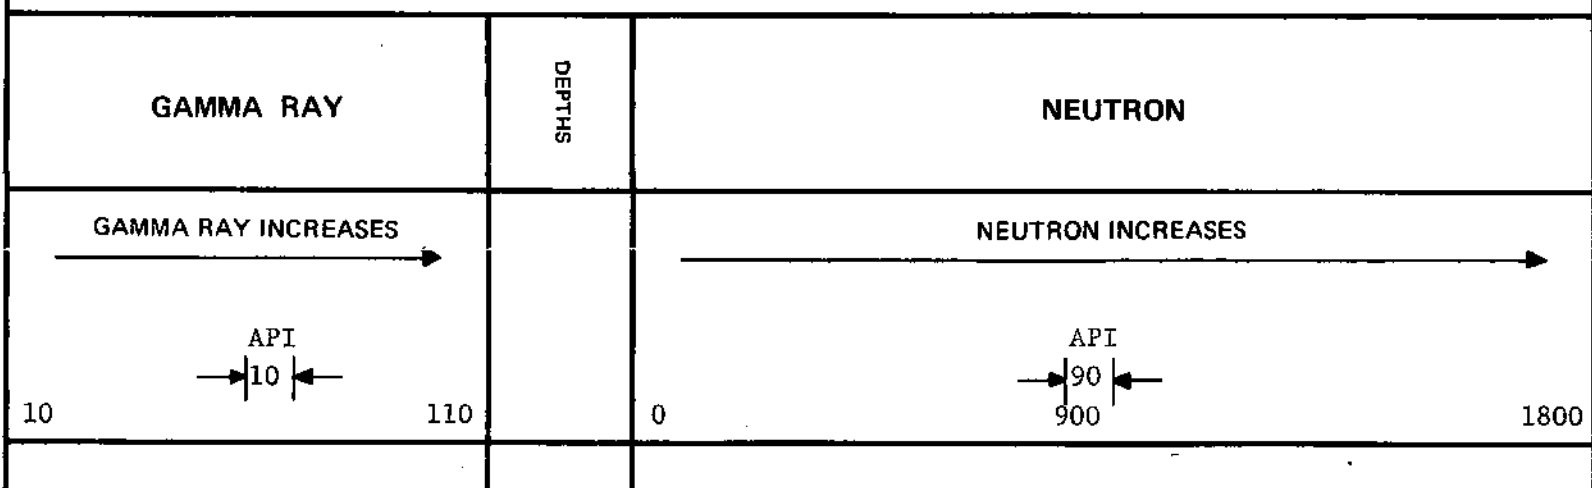 GAMMA RAY
DEPTHS
NEUTRON
GAMMA RAY INCREASES
NEUTRON INCREASES
API
10
10 110
API
90
0 900 1800